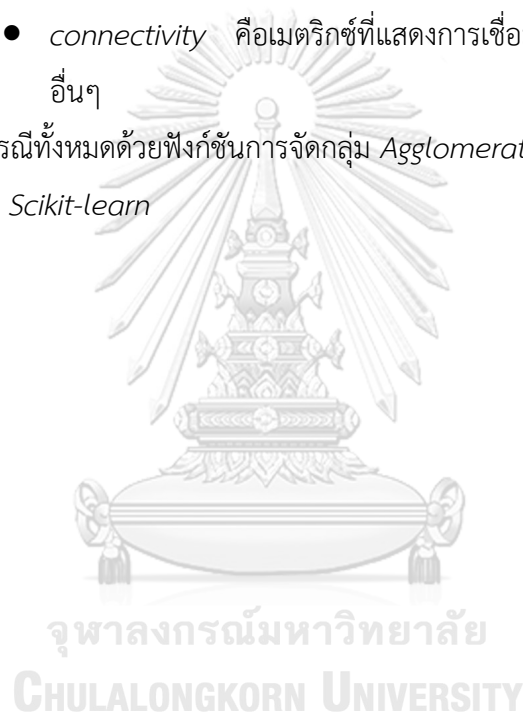 • connectivity คือเมตริกซ์ที่แสดงการเชื่อ
อื่นๆ
รณีทั้งหมดด้วยฟังก์ชันการจัดกลุ่ม Agglomerat
Scikit-learn
จุฬาลงกรณ์มหาวิทยาลัย
CHULALONGKORN UNIVERSITY